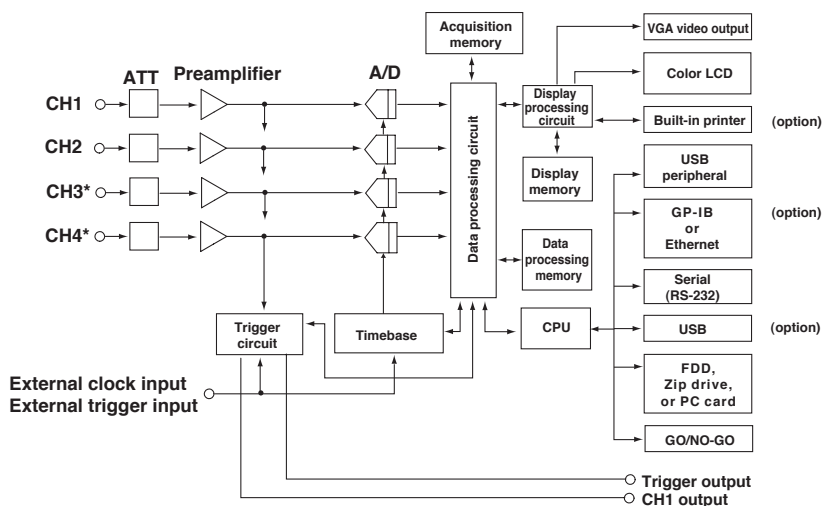 VGA video output
Acquisition
memory
ATT
Preamplifier
A/D
Color LCD
Display
processing
circuit
CH1
Built-in printer
(option)
CH2
Data processing circuit
USB
peripheral
Display
memory
CH3*
GP-IB
or
Ethernet
(option)
CH4*
Data
processing
memory
Serial
(RS-232)
Trigger
circuit
Timebase
CPU
USB
(option)
External clock input
External trigger input
FDD,
Zip drive,
or PC card
GO/NO-GO
Trigger output
CH1 output